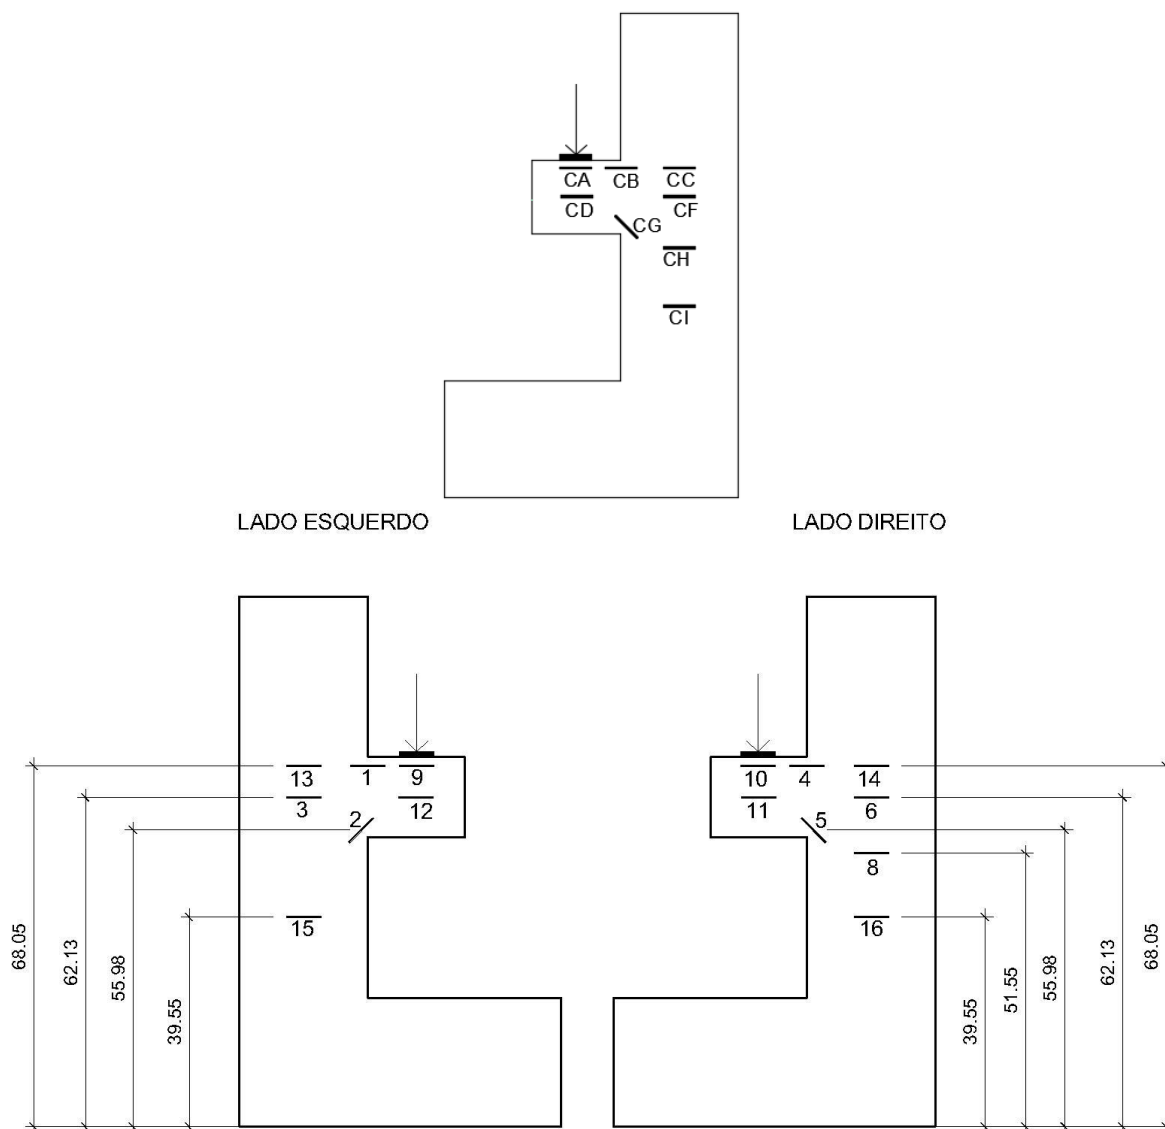 CA CB CC
CD CF
CG
CH
CI
LADO ESQUERDO LADO DIREITO
13 1 9 10 4 14
3 12 11 6
2 5
8
15 16
68.05 62.13 55.98 39.55 39.55 51.55 55.98 62.13 68.05